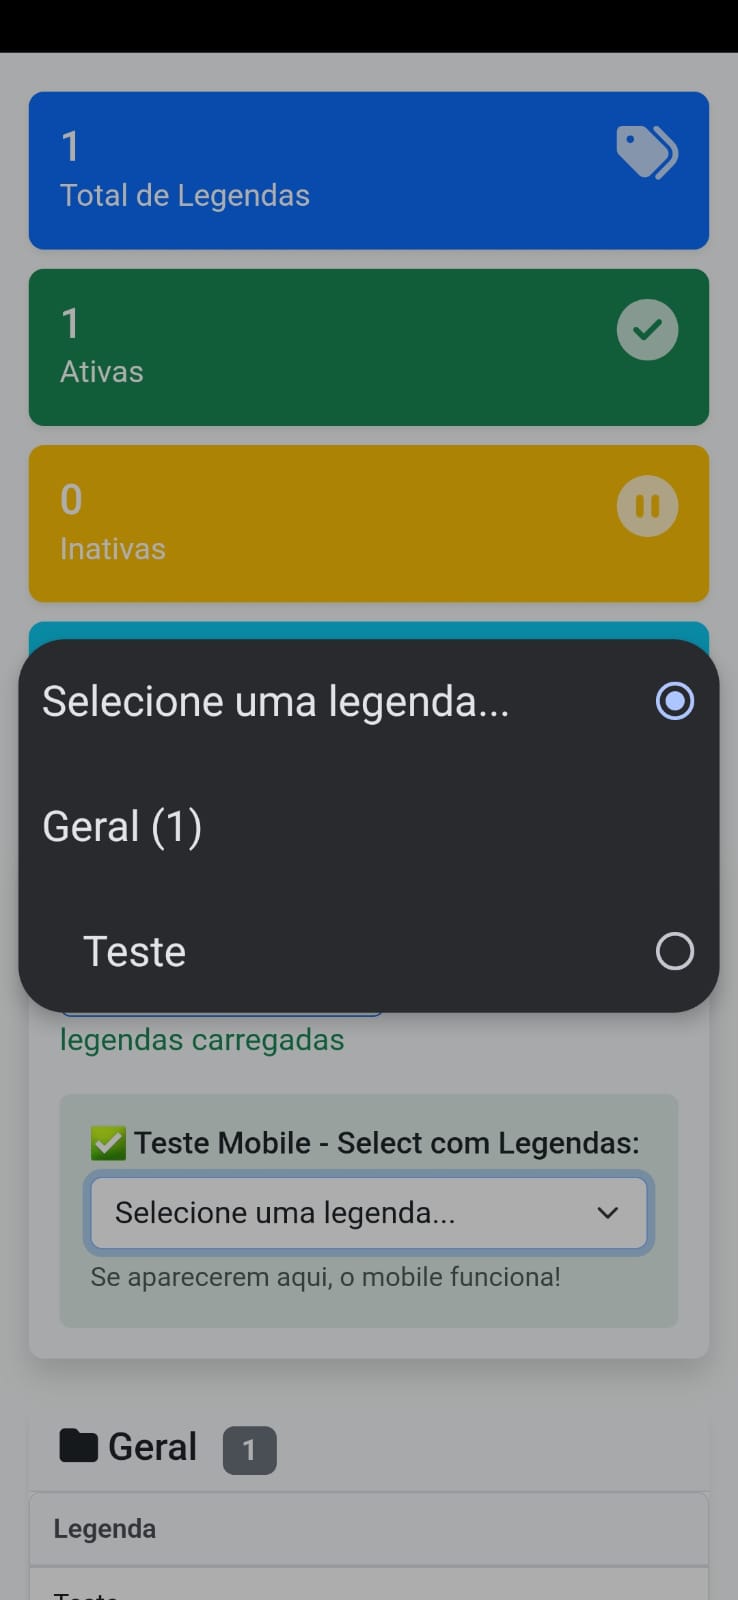 1
Total de Legendas
1
Ativas
0
Inativas
Selecione uma legenda...
Geral (1)
Teste
legendas carregadas
✅ Teste Mobile - Select com Legendas:
Selecione uma legenda...
Se aparecerem aqui, o mobile funciona!
Geral 1
Legenda